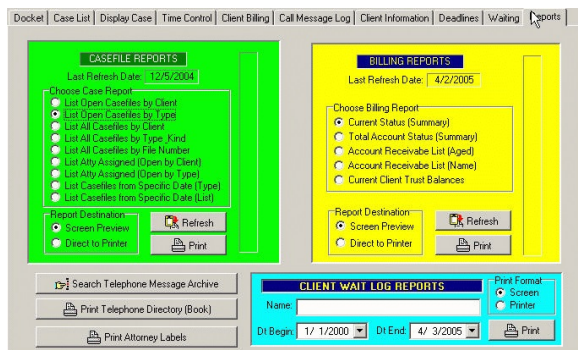 Docket Case List Display Case Time Control Client Billing Call Message Log Client Information Deadlines Waiting Reports
CASEFILE REPORTS
Last Refresh Date: 12/5/2004
Choose Case Report
List Open Casefiles by Client
List Open Casefiles by Type
List All Casefiles by Client
List All Casefiles by Type ,Kind
List All Casefiles by File Number
List Atty Assigned (Open by Client)
List Atty Assigned (Open by Type)
List Casefiles from Specific Date (Type)
List Casefiles from Specific Date (List)
Report Destination
Screen Preview
Direct to Printer
Refresh
Print
BILLING REPORTS
Last Refresh Date: 4/2/2005
Choose Billing Report
Current Status (Summary)
Total Account Status (Summary)
Account Receivabe List (Aged)
Account Receivabe List (Name)
Current Client Trust Balances
Report Destination
Screen Preview
Direct to Printer
Refresh
Print
Search Telephone Message Archive
Print Telephone Directory (Book)
Print Attorney Labels
CLIENT WAIT LOG REPORTS
Name:
Dt Begin: 1/ 1/2000 Dt End: 4/ 3/2005
Print Format
Screen
Printer
Print